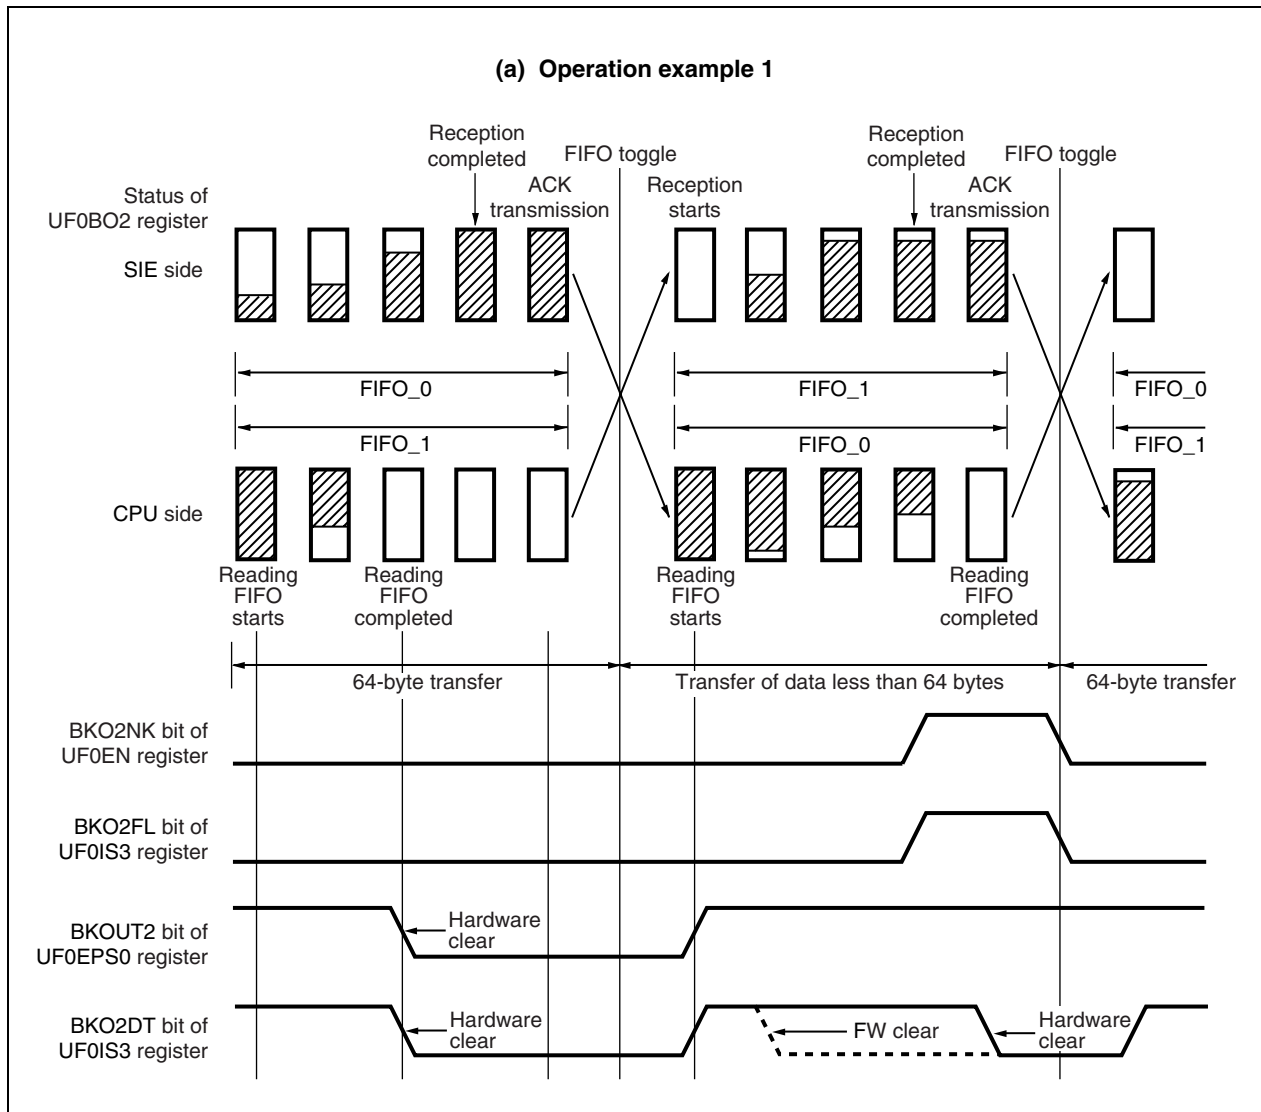 (a) Operation example 1
Reception
completed
FIFO toggle
Reception
completed
FIFO toggle
Status of
UF0BO2 register
ACK
transmission
Reception
starts
ACK
transmission
SIE side
FIFO_0
FIFO_1
FIFO_0
FIFO_1
FIFO_0
FIFO_1
CPU side
Reading
FIFO
starts
Reading
FIFO
completed
Reading
FIFO
starts
Reading
FIFO
completed
64-byte transfer
Transfer of data less than 64 bytes
64-byte transfer
BKO2NK bit of
UF0EN register
BKO2FL bit of
UF0IS3 register
BKOUT2 bit of
UF0EPS0 register
Hardware
clear
BKO2DT bit of
UF0IS3 register
Hardware
clear
FW clear
Hardware
clear